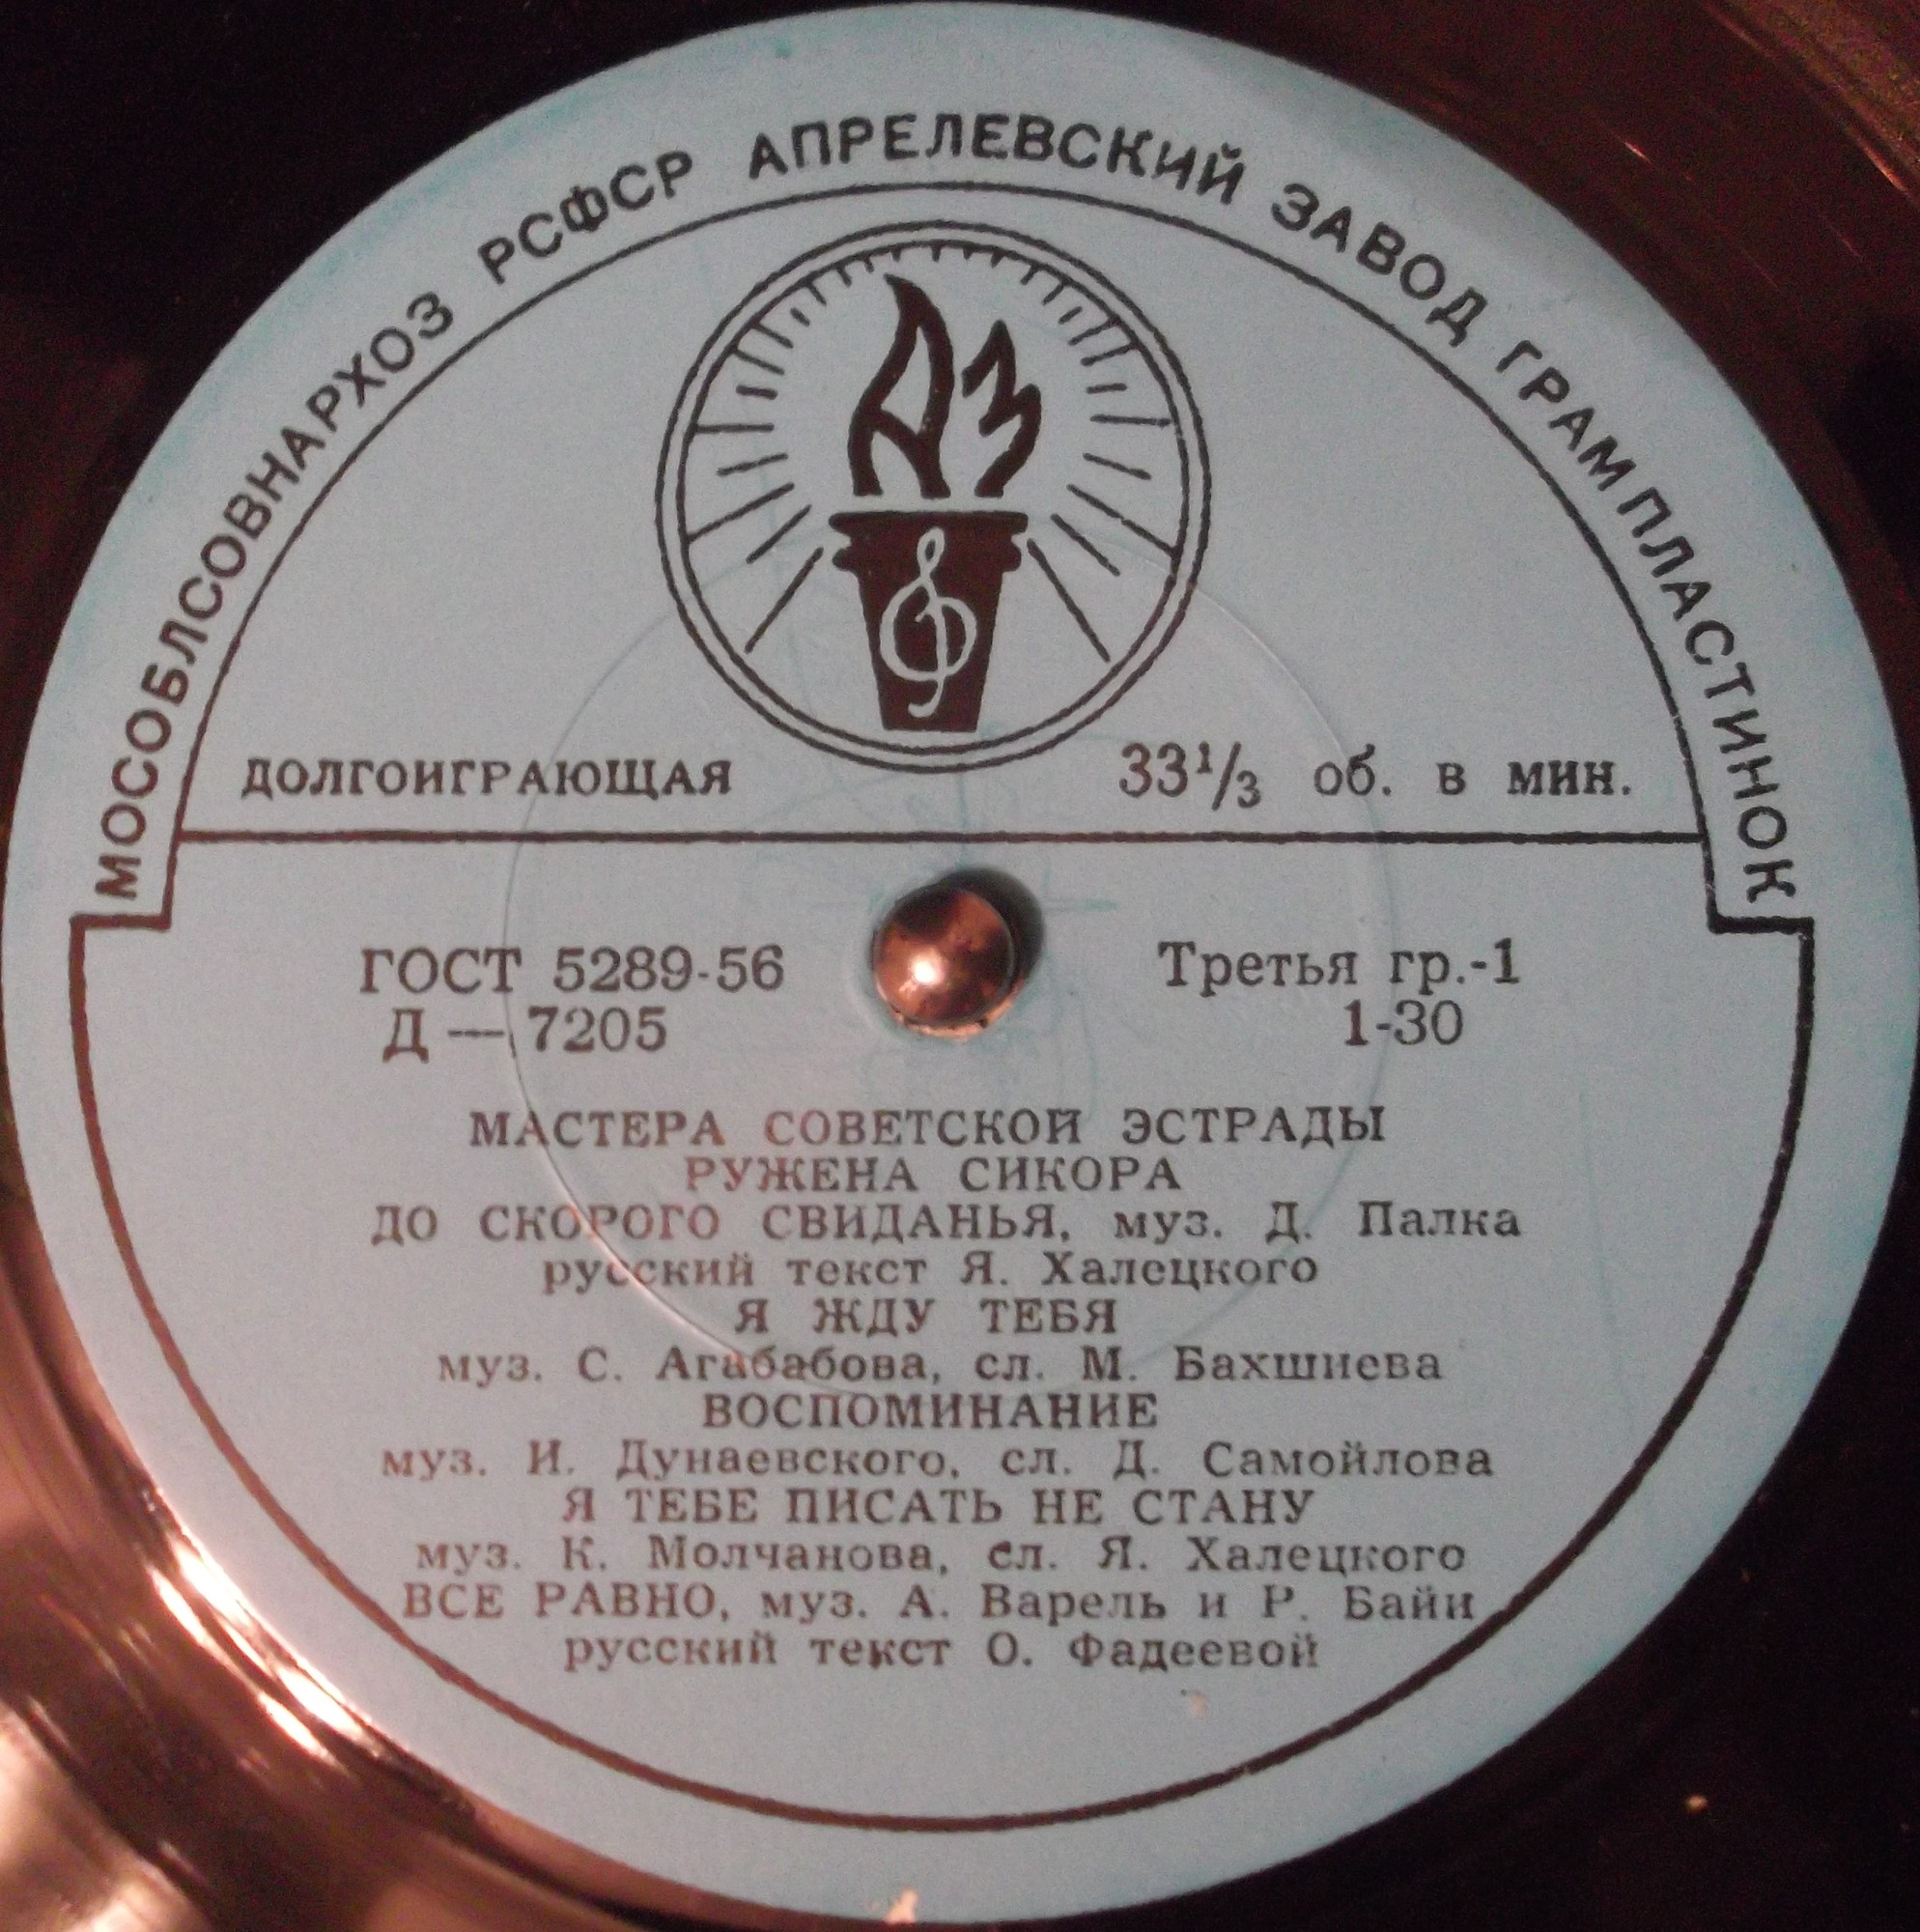 МОСОБЛСОВНАРХОЗ РСФСР АПРЕЛЕВСКИЙ ЗАВОД ГРАМПЛАСТИНОК
АЗ
ДОЛГОИГРАЮЩАЯ 33⅓ об. в мин.
ГОСТ 5289-56 Третья гр.-1
Д — 7205 1-30
МАСТЕРА СОВЕТСКОЙ ЭСТРАДЫ
РУЖЕНА СИКОРА
ДО СКОРОГО СВИДАНЬЯ, муз. Д. Палка
русский текст Я. Халецкого
Я ЖДУ ТЕБЯ
муз. С. Агабабова, сл. М. Бахшиева
ВОСПОМИНАНИЕ
муз. И. Дунаевского, сл. Д. Самойлова
Я ТЕБЕ ПИСАТЬ НЕ СТАНУ
муз. К. Молчанова, сл. Я. Халецкого
ВСЕ РАВНО, муз. А. Варель и Р. Байи
русский текст О. Фадеевой